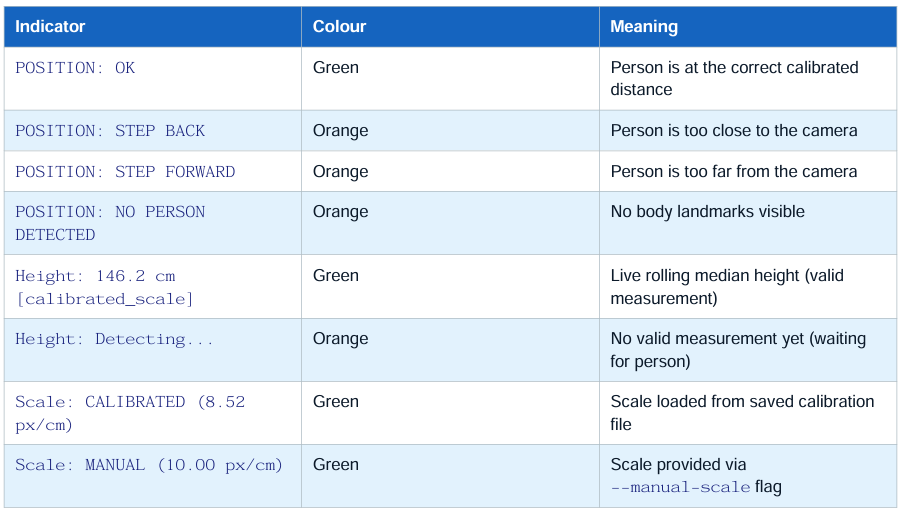 Indicator Colour Meaning
POSITION: OK Green Person is at the correct calibrated
distance
POSITION: STEP BACK Orange Person is too close to the camera
POSITION: STEP FORWARD Orange Person is too far from the camera
POSITION: NO PERSON Orange No body landmarks visible
DETECTED
Height: 146.2 cm Green Live rolling median height (valid
[calibrated_scale] measurement)
Height: Detecting... Orange No valid measurement yet (waiting
for person)
Scale: CALIBRATED (8.52 Green Scale loaded from saved calibration
px/cm) file
Scale: MANUAL (10.00 px/cm) Green Scale provided via
--manual-scale flag